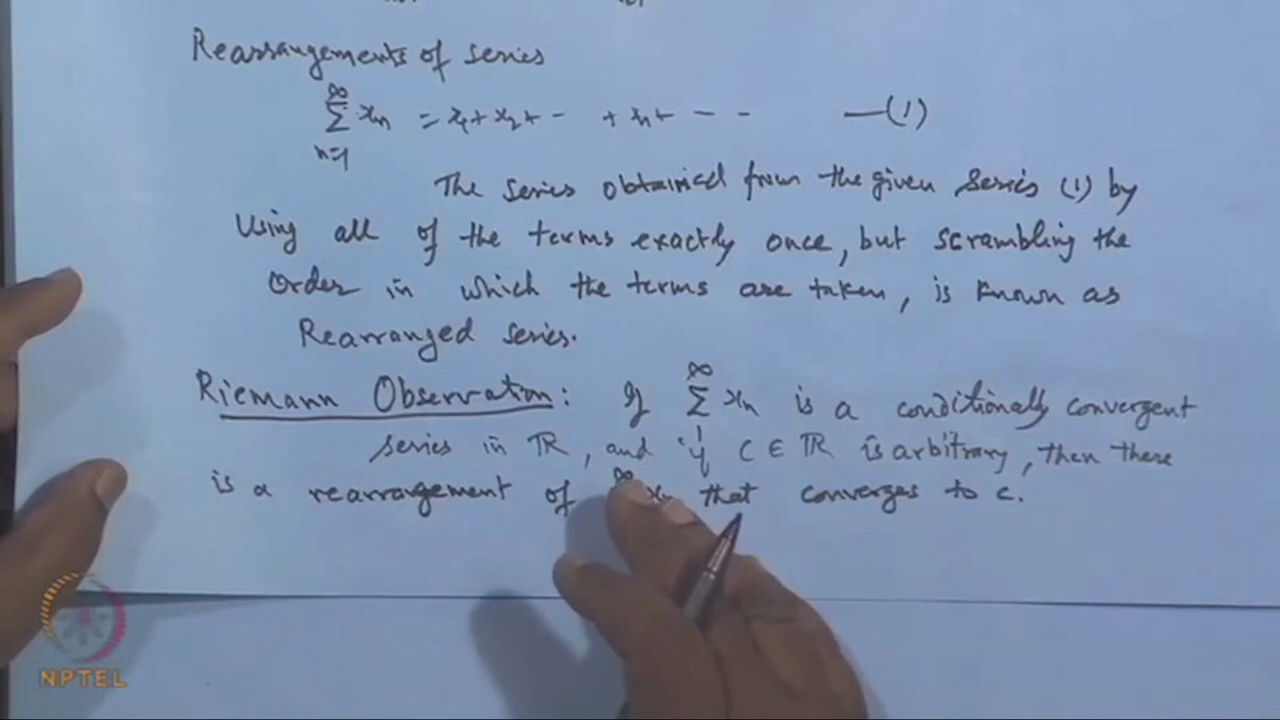 Rearrangements of series
∞
∑ xn = x1 + x2 + - + xn + - - - —(1)
n=1
The series obtained from the given series (1) by
Using all of the terms exactly once, but scrambling the
Order in which the terms are taken, is known as
Rearranged series.
Riemann Observation: If ∞ ∑ 1 xn is a conditionally convergent
series in ℝ, and if c ∈ ℝ is arbitrary, then there
is a rearrangement of ∞ xn that converges to c.
NPTEL